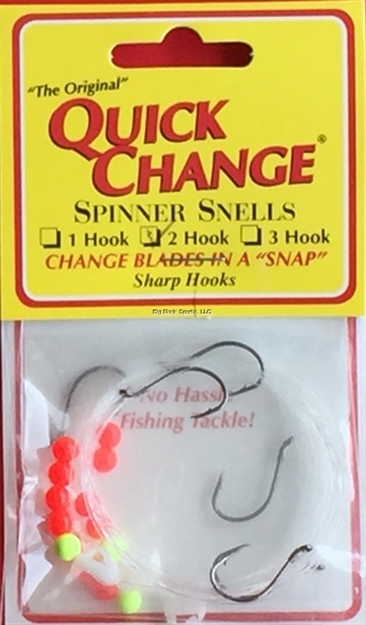 "The Original"
QUICK
CHANGE®
SPINNER SNELLS
1 Hook 2 Hook 3 Hook
CHANGE BLADES IN A "SNAP"
Sharp Hooks
No Hassl
Fishing Tackle!